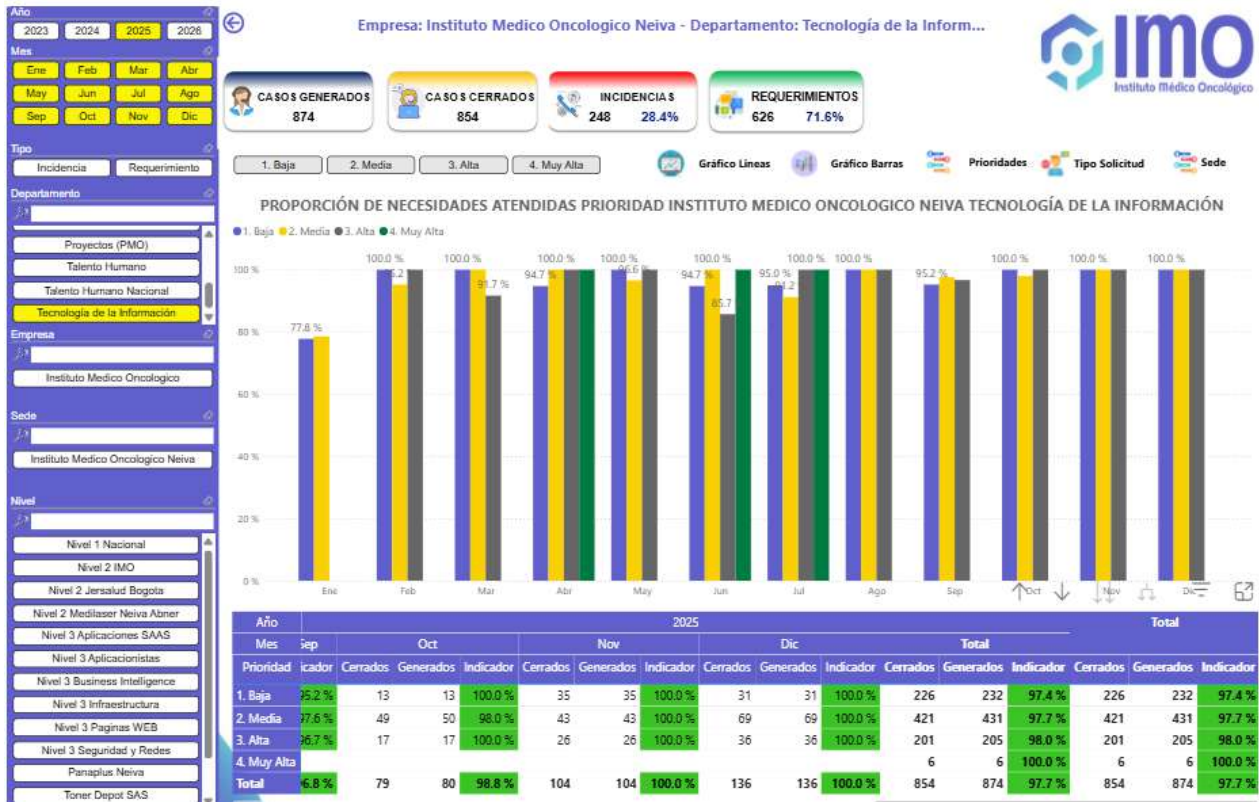 Año
2023 2024 2025 2026
Mes
Ene Feb Mar Abr
May Jun Jul Ago
Sep Oct Nov Dic
Tipo
Incidencia Requerimiento
Departamento
Proyectos (PMO)
Talento Humano
Talento Humano Nacional
Tecnología de la Información
Empresa
Instituto Medico Oncologico
Sede
Instituto Medico Oncologico Neiva
Nivel
Nivel 1 Nacional
Nivel 2 IMO
Nivel 2 Jersalud Bogota
Nivel 2 Medilaser Neiva Abner
Nivel 3 Aplicaciones SAAS
Nivel 3 Aplicacionistas
Nivel 3 Business Intelligence
Nivel 3 Infraestructura
Nivel 3 Paginas WEB
Nivel 3 Seguridad y Redes
Panaplus Neiva
Toner Depot SAS
Empresa: Instituto Medico Oncologico Neiva - Departamento: Tecnología de la Inform...
IMO
Instituto Médico Oncológico
CASOS GENERADOS
874
CASOS CERRADOS
854
INCIDENCIAS
248 28.4%
REQUERIMIENTOS
626 71.6%
1. Baja 2. Media 3. Alta 4. Muy Alta
Gráfico Lineas Gráfico Barras Prioridades Tipo Solicitud Sede
PROPORCIÓN DE NECESIDADES ATENDIDAS PRIORIDAD INSTITUTO MEDICO ONCOLOGICO NEIVA TECNOLOGÍA DE LA INFORMACIÓN
1. Baja 2. Media 3. Alta 4. Muy Alta
100.0 % 100.0 % 100.0 % 100.0 % 100.0 % 100.0 % 100.0 % 100.0 % 100.0 % 100.0 %
100 % 91.7 % 94.7 % 96.6 % 94.7 % 95.0 % 95.2 %
85.7
80 % 77.8 %
60 %
40 %
20 %
0 %
Ene Feb Mar Abr May Jun Jul Ago Sep Oct Nov Dic
Año 2025 Total
Mes Sep Oct Nov Dic Total
Prioridad icador Cerrados Generados Indicador Cerrados Generados Indicador Cerrados Generados Indicador Cerrados Generados Indicador Cerrados Generados Indicador
1. Baja 95.2 % 13 13 100.0 % 35 35 100.0 % 31 31 100.0 % 226 232 97.4 % 226 232 97.4 %
2. Media 97.6 % 49 50 98.0 % 43 43 100.0 % 69 69 100.0 % 421 431 97.7 % 421 431 97.7 %
3. Alta 96.7 % 17 17 100.0 % 26 26 100.0 % 36 36 100.0 % 201 205 98.0 % 201 205 98.0 %
4. Muy Alta 6 6 100.0 % 6 6 100.0 %
Total 6.8 % 79 80 98.8 % 104 104 100.0 % 136 136 100.0 % 854 874 97.7 % 854 874 97.7 %